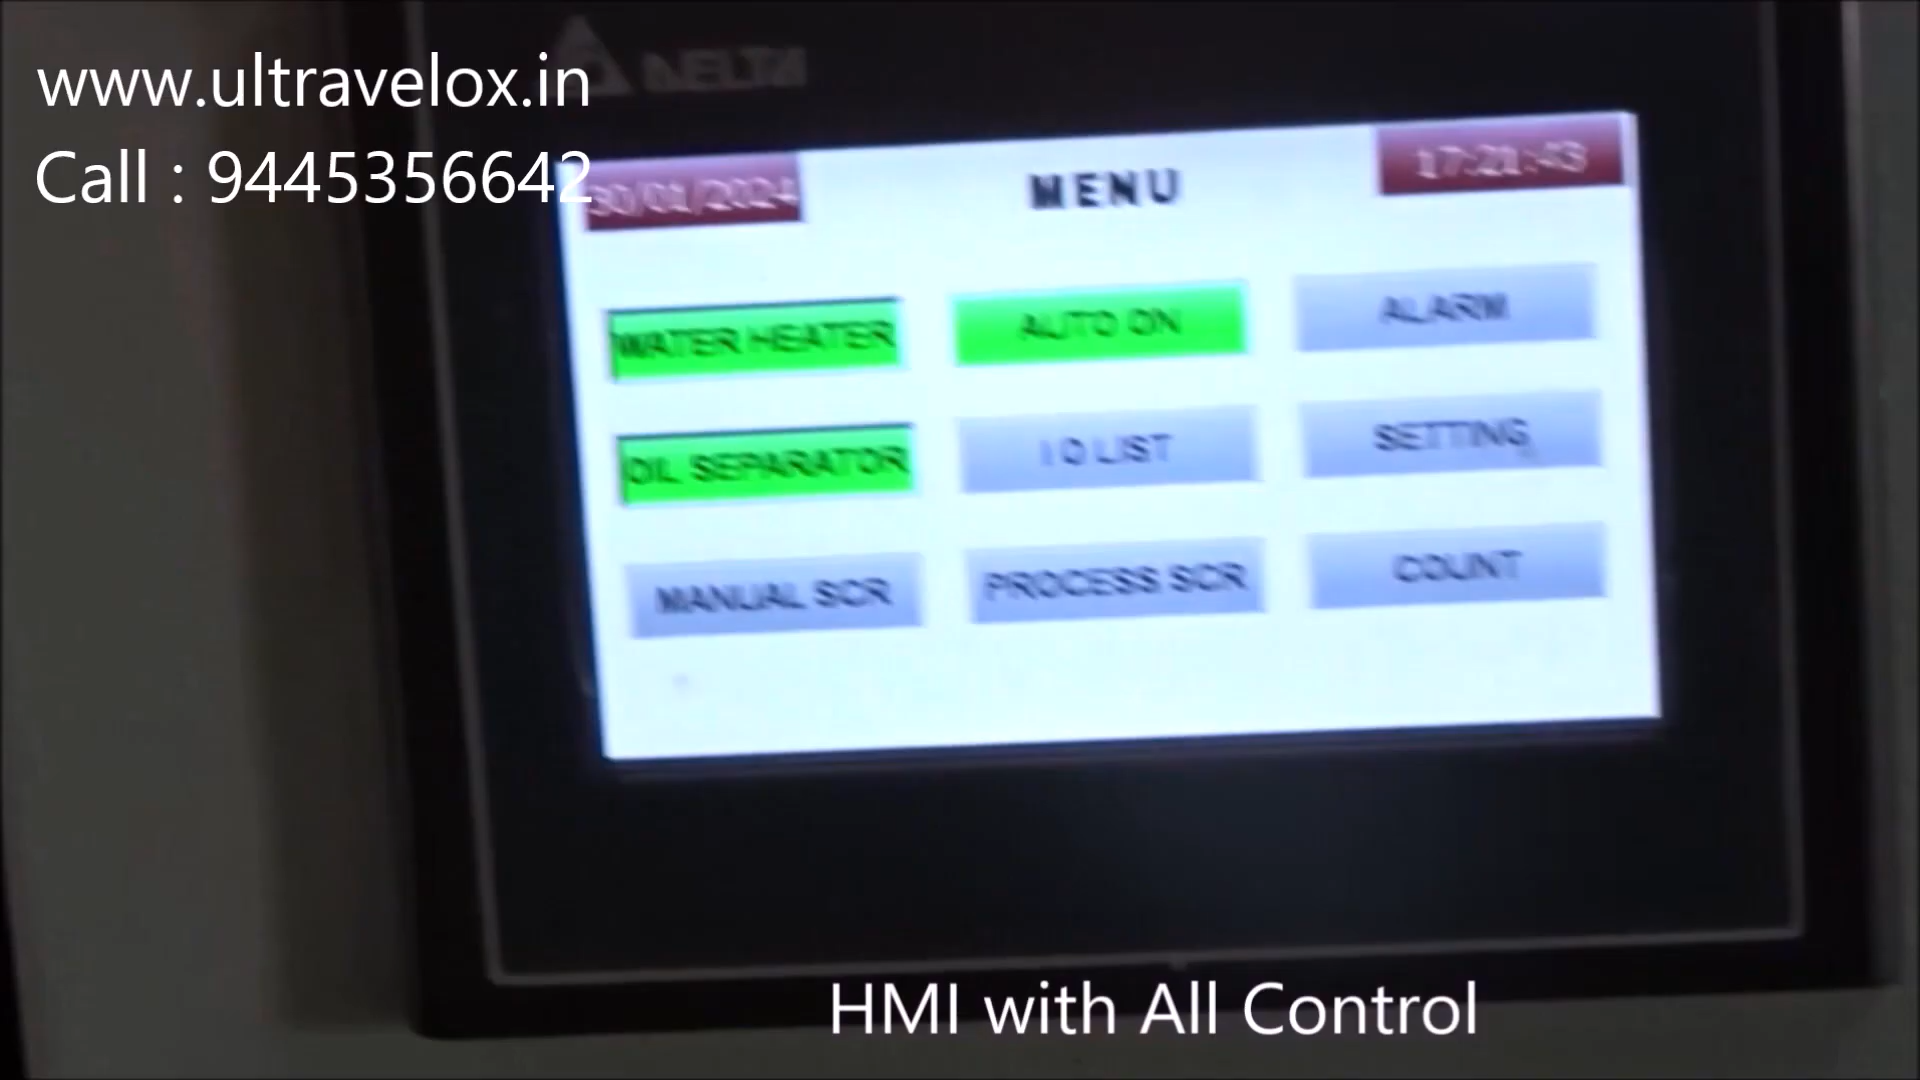 www.ultravelox.in
Call : 9445356642
DELTA
30/01/2024
MENU
17:21:43
WATER HEATER
AUTO ON
ALARM
OIL SEPARATOR
I O LIST
SETTING
MANUAL SCR
PROCESS SCR
COUNT
HMI with All Control